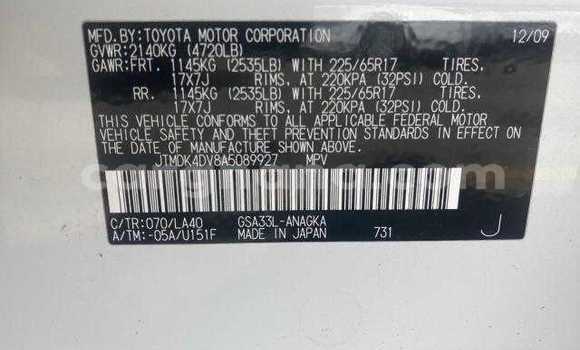 MFD.BY:TOYOTA MOTOR CORPORATION 12/09
GVWR:2140KG (4720LB)
GAWR:FRT. 1145KG (2535LB) WITH 225/65R17 TIRES,
17X7J RIMS, AT 220KPA (32PSI) COLD.
RR. 1145KG (2535LB) WITH 225/65R17 TIRES,
17X7J RIMS, AT 220KPA (32PSI) COLD.
THIS VEHICLE CONFORMS TO ALL APPLICABLE FEDERAL MOTOR
VEHICLE SAFETY AND THEFT PREVENTION STANDARDS IN EFFECT
ON THE DATE OF MANUFACTURE SHOWN ABOVE.
JTMDK4DV8A5089927 MPV
C/TR:070/LA40 GSA33L-ANAGKA
A/TM:-05A/U151F MADE IN JAPAN 731 J